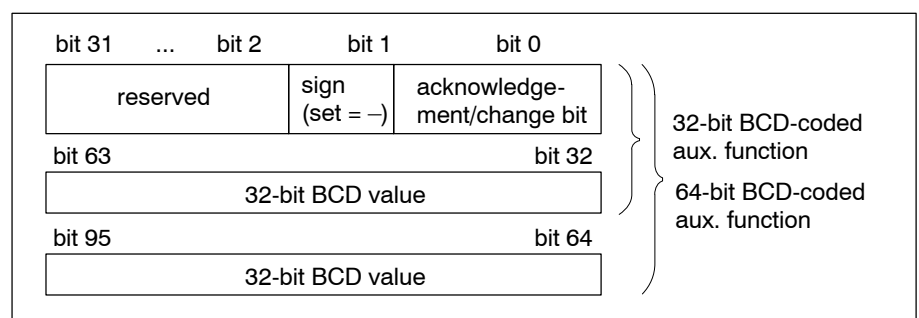 bit 31 ... bit 2 bit 1 bit 0
reserved
sign
(set = –)
acknowledge-
ment/change bit
bit 63 bit 32
32-bit BCD value
bit 95 bit 64
32-bit BCD value
32-bit BCD-coded
aux. function
64-bit BCD-coded
aux. function